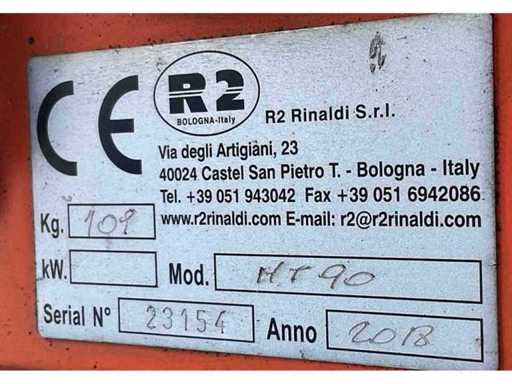 CE R2
BOLOGNA-Italy
R2 Rinaldi S.r.l.
Via degli Artigiani, 23
40024 Castel San Pietro T. - Bologna - Italy
Tel. +39 051 943042 Fax +39 051 6942086
www.r2rinaldi.com E-mail: r2@r2rinaldi.com
Kg. 109
kW. Mod. HT 90
Serial N° 23154 Anno 2018